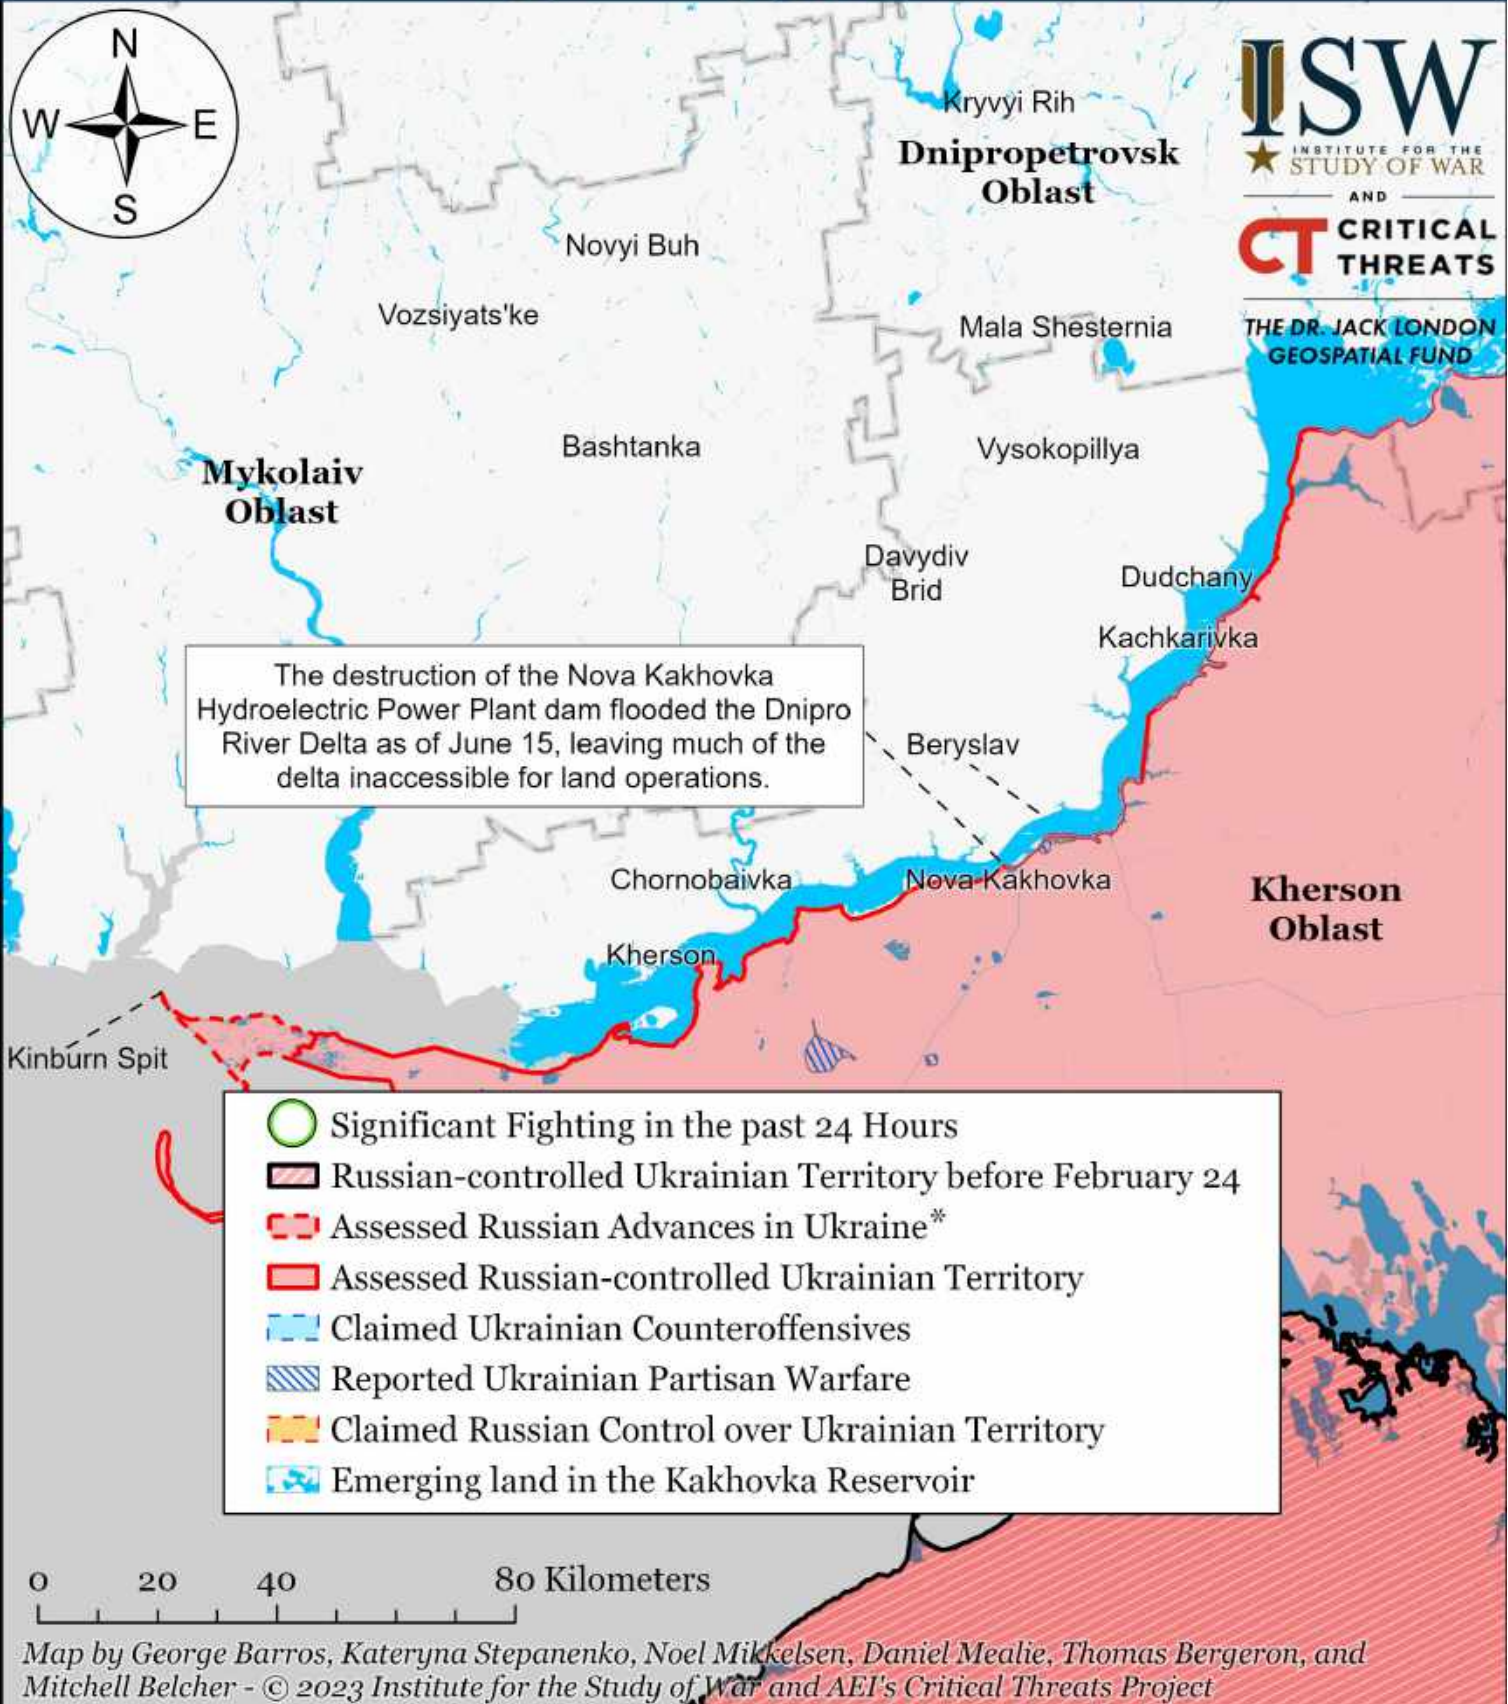 N
W E
S
ISW
INSTITUTE FOR THE
STUDY OF WAR
AND
CT CRITICAL
THREATS
THE DR. JACK LONDON
GEOSPATIAL FUND
Kryvyi Rih
Dnipropetrovsk
Oblast
Novyi Buh
Vozsiyats'ke
Mala Shesternia
Bashtanka
Vysokopillya
Mykolaiv
Oblast
Davydiv
Brid
Dudchany
Kachkarivka
The destruction of the Nova Kakhovka
Hydroelectric Power Plant dam flooded the Dnipro
River Delta as of June 15, leaving much of the
delta inaccessible for land operations.
Beryslav
Chornobaivka
Nova Kakhovka
Kherson
Oblast
Kherson
Kinburn Spit
Significant Fighting in the past 24 Hours
Russian-controlled Ukrainian Territory before February 24
Assessed Russian Advances in Ukraine*
Assessed Russian-controlled Ukrainian Territory
Claimed Ukrainian Counteroffensives
Reported Ukrainian Partisan Warfare
Claimed Russian Control over Ukrainian Territory
Emerging land in the Kakhovka Reservoir
0 20 40 80 Kilometers
Map by George Barros, Kateryna Stepanenko, Noel Mikkelsen, Daniel Mealie, Thomas Bergeron, and
Mitchell Belcher - © 2023 Institute for the Study of War and AEI's Critical Threats Project